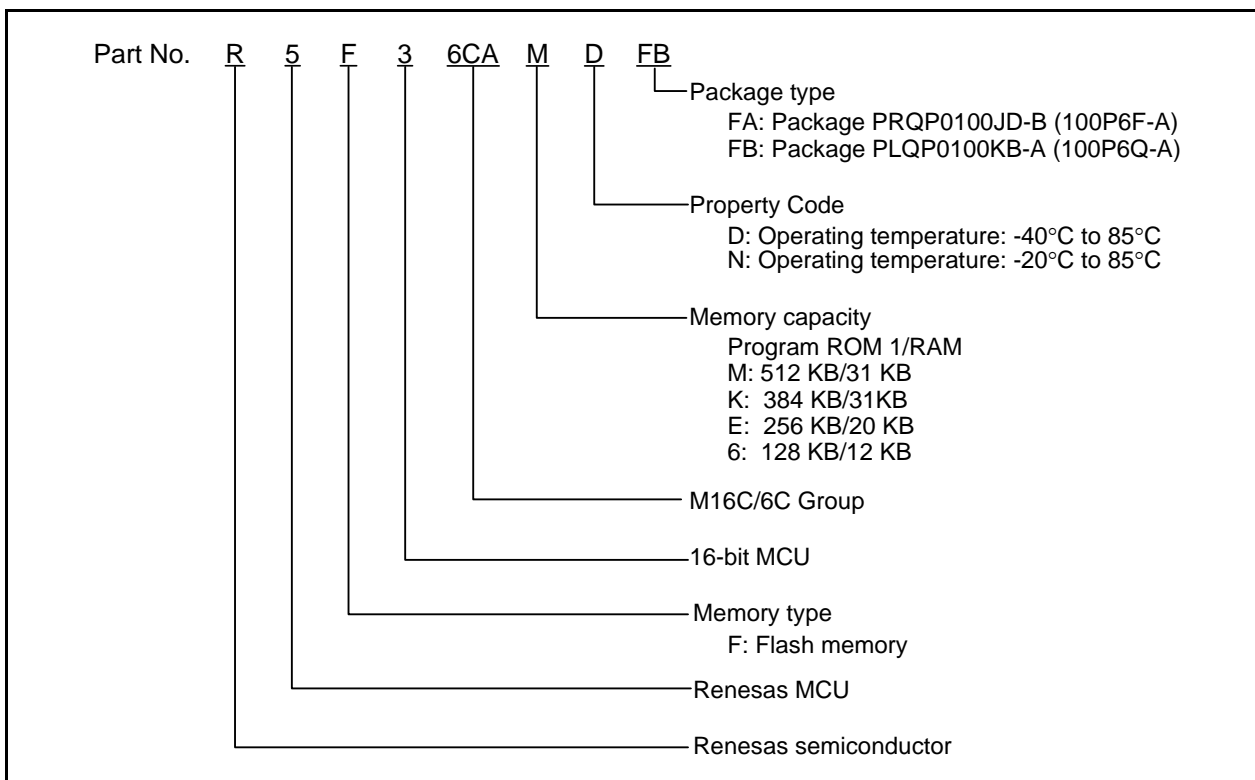 Part No. R 5 F 3 6CA M D FB
Package type
FA: Package PRQP0100JD-B (100P6F-A)
FB: Package PLQP0100KB-A (100P6Q-A)
Property Code
D: Operating temperature: -40°C to 85°C
N: Operating temperature: -20°C to 85°C
Memory capacity
Program ROM 1/RAM
M: 512 KB/31 KB
K: 384 KB/31KB
E: 256 KB/20 KB
6: 128 KB/12 KB
M16C/6C Group
16-bit MCU
Memory type
F: Flash memory
Renesas MCU
Renesas semiconductor